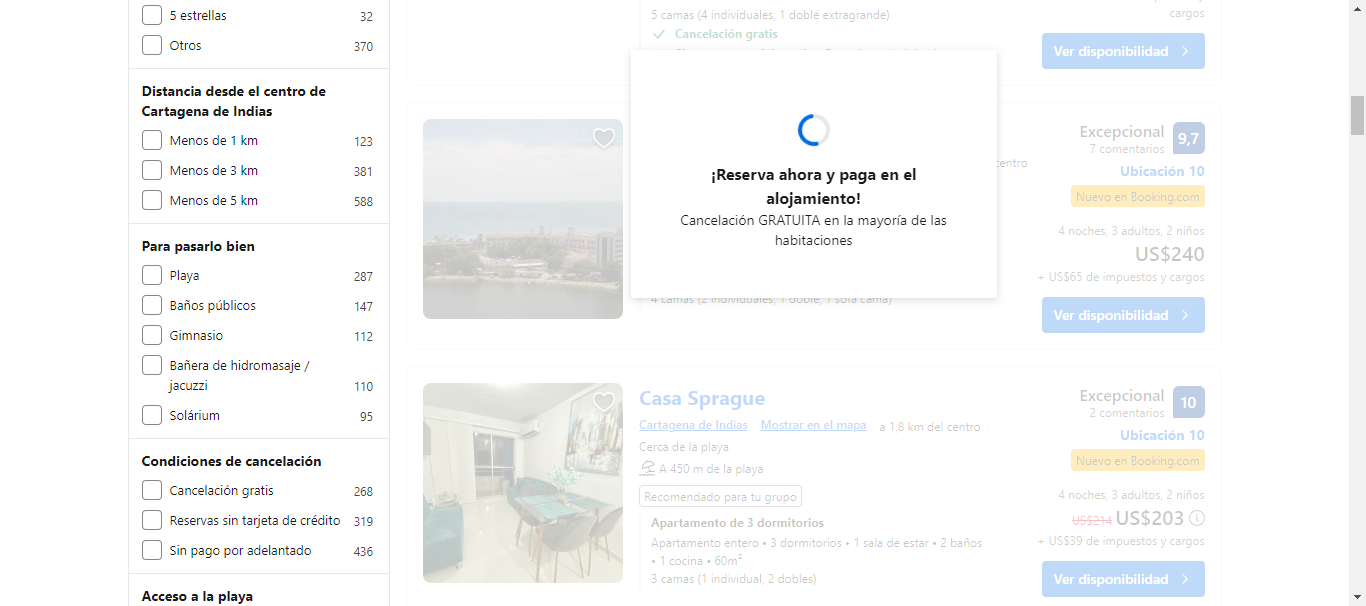 5 estrellas 32
Otros 370
Distancia desde el centro de
Cartagena de Indias
Menos de 1 km 123
Menos de 3 km 381
Menos de 5 km 588
Para pasarlo bien
Playa 287
Baños públicos 147
Gimnasio 112
Bañera de hidromasaje /
jacuzzi 110
Solárium 95
Condiciones de cancelación
Cancelación gratis 268
Reservas sin tarjeta de crédito 319
Sin pago por adelantado 436
Acceso a la playa
5 camas (4 individuales, 1 doble extragrande)
Cancelación gratis
cargos
Ver disponibilidad
¡Reserva ahora y paga en el
alojamiento!
Cancelación GRATUITA en la mayoría de las
habitaciones
centro
4 camas (2 individuales, 1 doble, 1 sofá cama)
Excepcional 9,7
7 comentarios
Ubicación 10
Nuevo en Booking.com
4 noches, 3 adultos, 2 niños
US$240
+ US$65 de impuestos y cargos
Ver disponibilidad
Casa Sprague
Cartagena de Indias Mostrar en el mapa a 1,8 km del centro
Cerca de la playa
A 450 m de la playa
Recomendado para tu grupo
Apartamento de 3 dormitorios
Apartamento entero • 3 dormitorios • 1 sala de estar • 2 baños
• 1 cocina • 60m²
3 camas (1 individual, 2 dobles)
Excepcional 10
2 comentarios
Ubicación 10
Nuevo en Booking.com
4 noches, 3 adultos, 2 niños
US$214 US$203
+ US$39 de impuestos y cargos
Ver disponibilidad